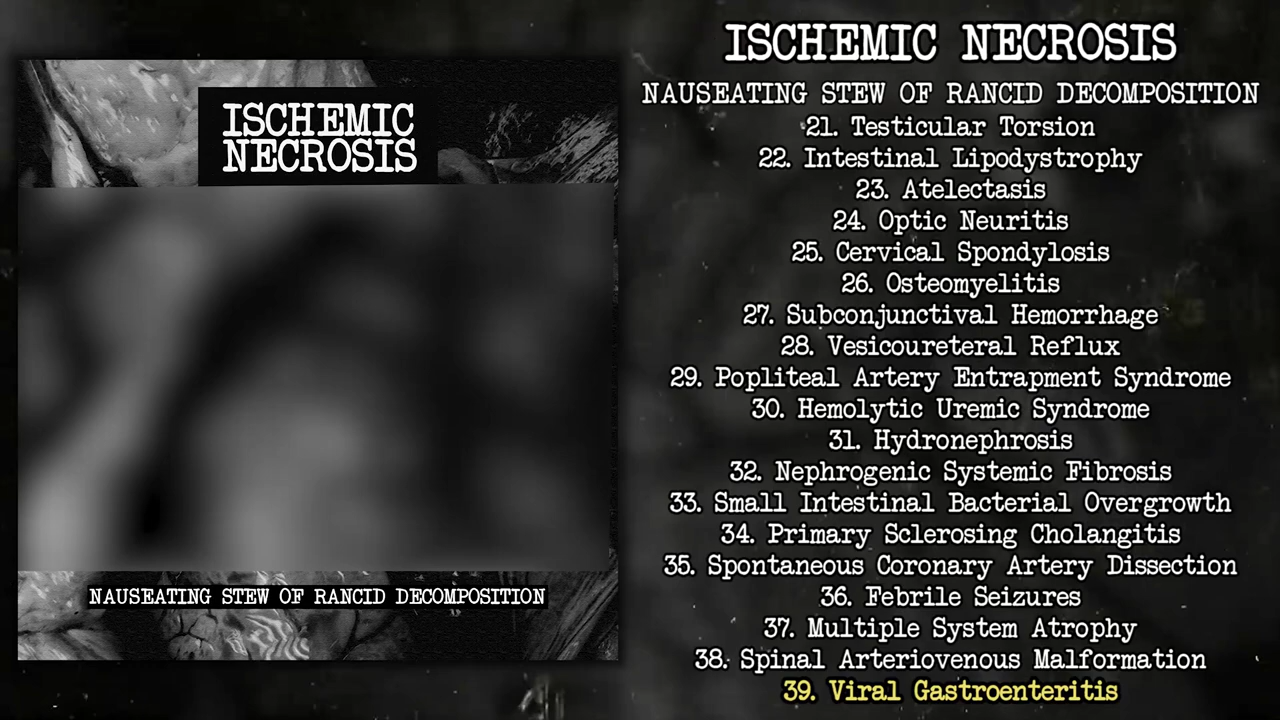 ISCHEMIC
NECROSIS
NAUSEATING STEW OF RANCID DECOMPOSITION
ISCHEMIC NECROSIS
NAUSEATING STEW OF RANCID DECOMPOSITION
21. Testicular Torsion
22. Intestinal Lipodystrophy
23. Atelectasis
24. Optic Neuritis
25. Cervical Spondylosis
26. Osteomyelitis
27. Subconjunctival Hemorrhage
28. Vesicoureteral Reflux
29. Popliteal Artery Entrapment Syndrome
30. Hemolytic Uremic Syndrome
31. Hydronephrosis
32. Nephrogenic Systemic Fibrosis
33. Small Intestinal Bacterial Overgrowth
34. Primary Sclerosing Cholangitis
35. Spontaneous Coronary Artery Dissection
36. Febrile Seizures
37. Multiple System Atrophy
38. Spinal Arteriovenous Malformation
39. Viral Gastroenteritis